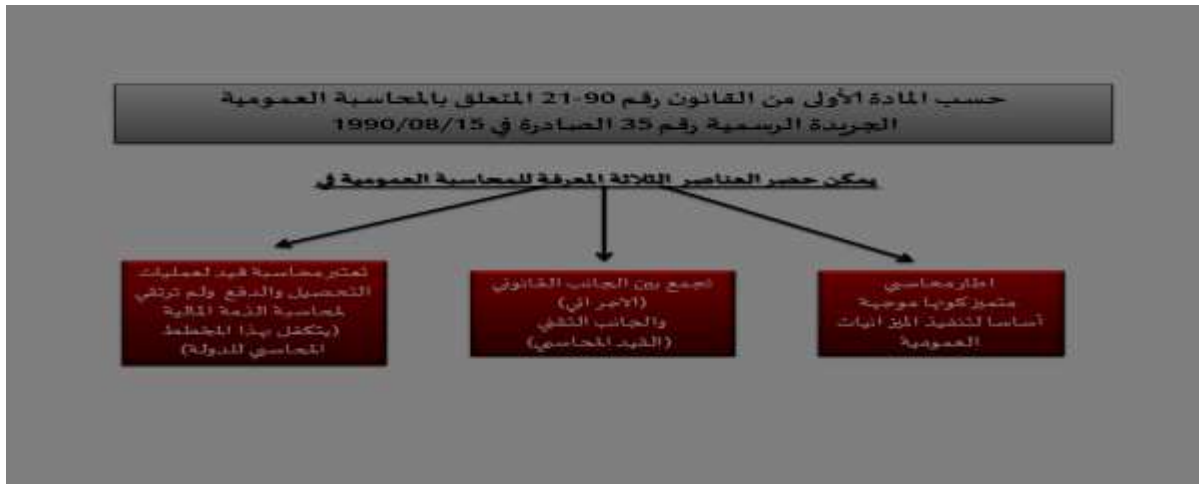 حسب المادة الأولى من القانون رقم 90-21 المتعلق بالمحاسبة العمومية
الجريدة الرسمية رقم 35 الصادرة في 1990/08/15
يمكن حصر العناصر الثلاثة المعرفة للمحاسبة العمومية في
اطار محاسبي
متميز كونها موجهة
أساسا لتنفيذ الميزانيات
العمومية
تجمع بين الجانب القانوني
(الاجرائي)
والجانب التقني
(القيد المحاسبي)
تعتبر محاسبة قيد لعمليات
التحصيل والدفع ولم ترتقي
لمحاسبة الذمة المالية
(يتكفل بهذا المخطط
المحاسبي للدولة)